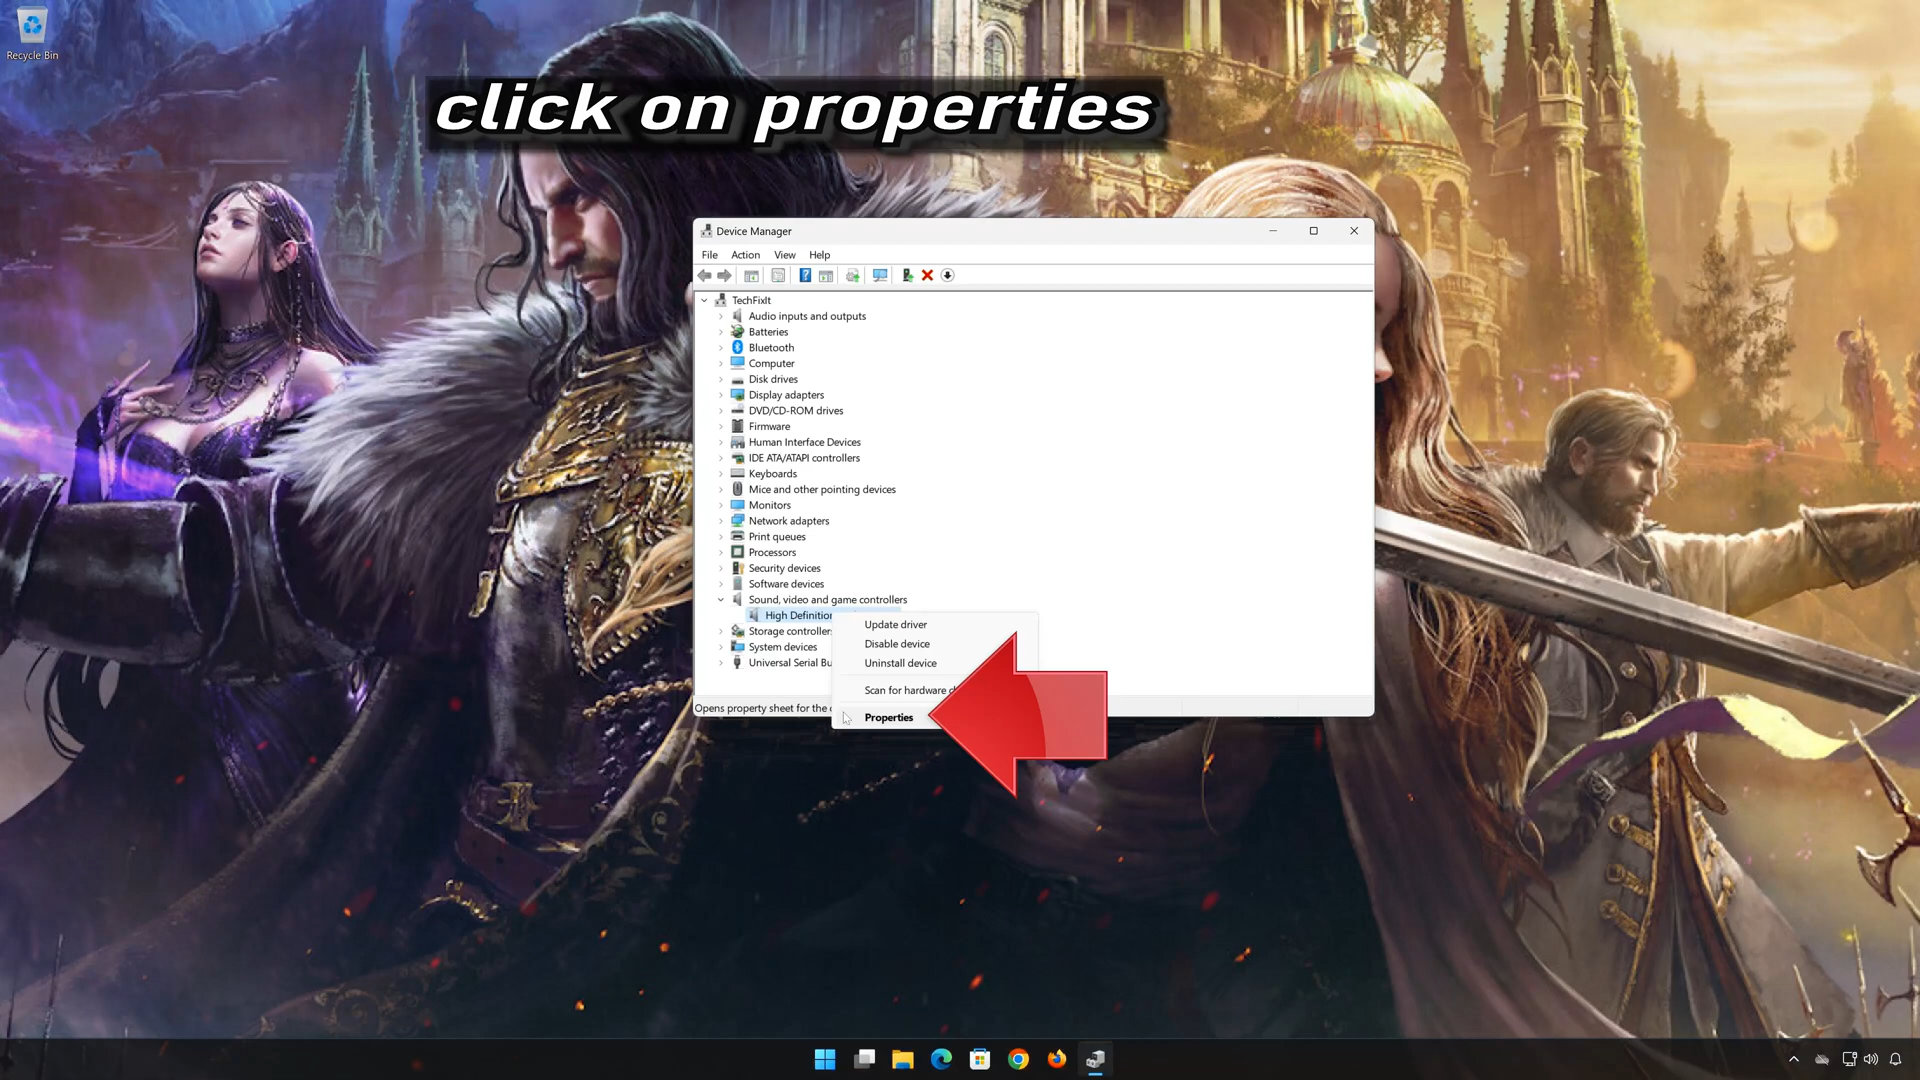 Recycle Bin
click on properties
Device Manager
File Action View Help
TechFixIt
Audio inputs and outputs
Batteries
Bluetooth
Computer
Disk drives
Display adapters
DVD/CD-ROM drives
Firmware
Human Interface Devices
IDE ATA/ATAPI controllers
Keyboards
Mice and other pointing devices
Monitors
Network adapters
Print queues
Processors
Security devices
Software devices
Sound, video and game controllers
High Definition
Storage controllers
System devices
Universal Serial Bu
Update driver
Disable device
Uninstall device
Scan for hardware
Properties
Opens property sheet for the